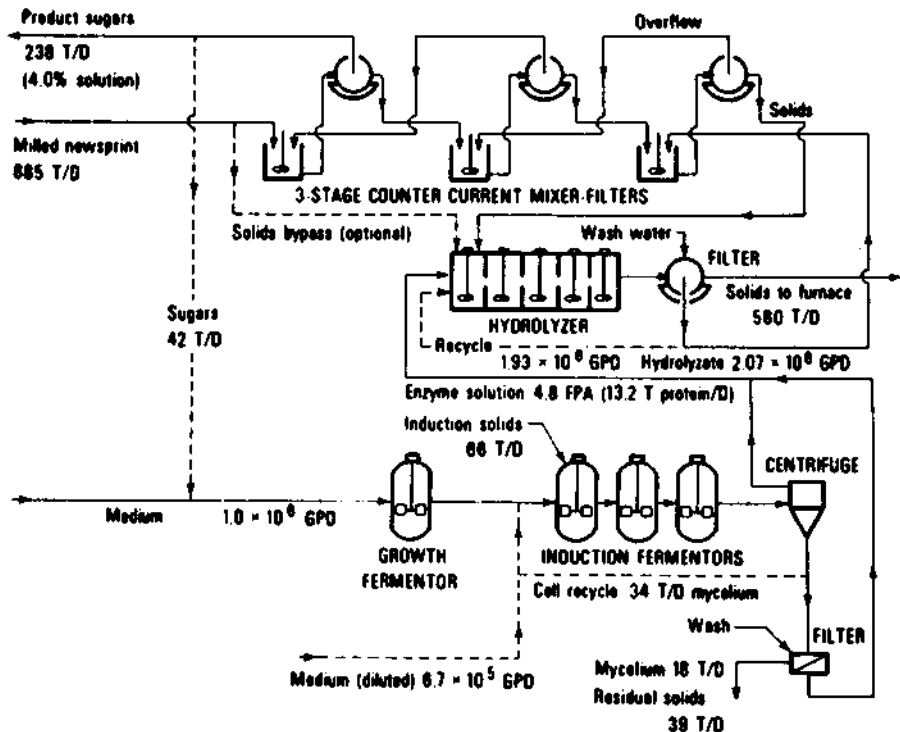 Product sugars
238 T/D
(4.0% solution)
Overflow
Solids
Milled newsprint
885 T/D
3-STAGE COUNTER CURRENT MIXER-FILTERS
Solids bypass (optional)
Wash water
FILTER
Solids to furnace
580 T/D
HYDROLYZER
Sugars
42 T/D
Recycle
1.93 × 10⁶ GPD
Hydrolyzate 2.07 × 10⁶ GPD
Enzyme solution 4.8 FPA (13.2 T protein/D)
Induction solids
66 T/D
CENTRIFUGE
Medium
1.0 × 10⁶ GPD
GROWTH
FERMENTOR
INDUCTION FERMENTORS
Cell recycle 34 T/D mycelium
Wash
FILTER
Medium (diluted) 6.7 × 10⁵ GPD
Mycelium 18 T/D
Residual solids
39 T/D